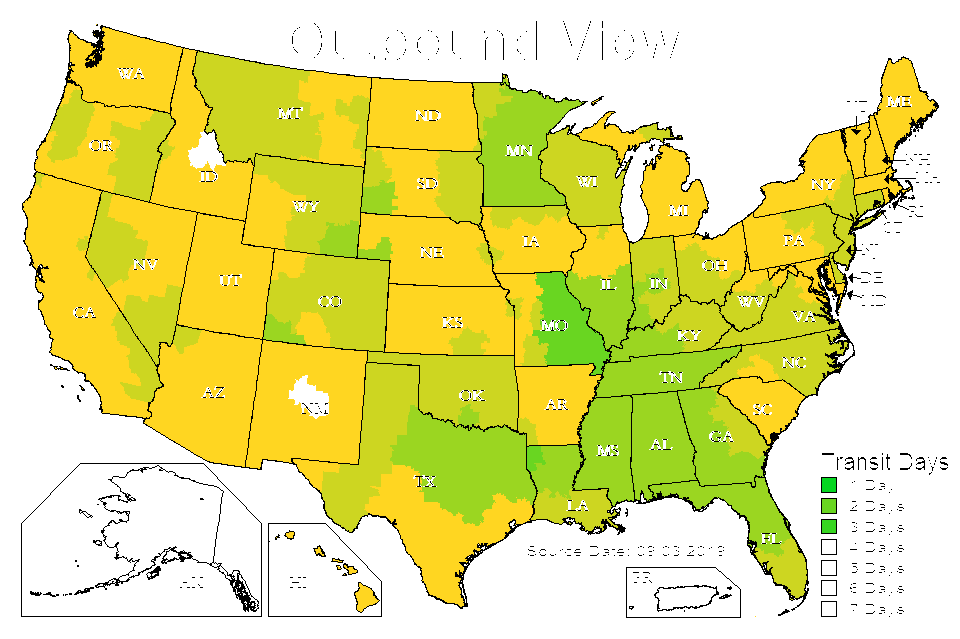 Outbound View
WA
MT
ND
ME
OR
MN
NH
ID
SD
WI
NY
WY
MI
RI
CT
NV
NE
IA
PA
NJ
UT
OH
DE
CO
IL
IN
WV
MD
CA
KS
MO
VA
KY
NC
TN
AZ
NM
OK
AR
SC
MS
AL
GA
TX
LA
FL
Transit Days
1 Day
2 Days
3 Days
4 Days
5 Days
6 Days
7 Days
Source Date: 09.03.2019
AK
HI
PR